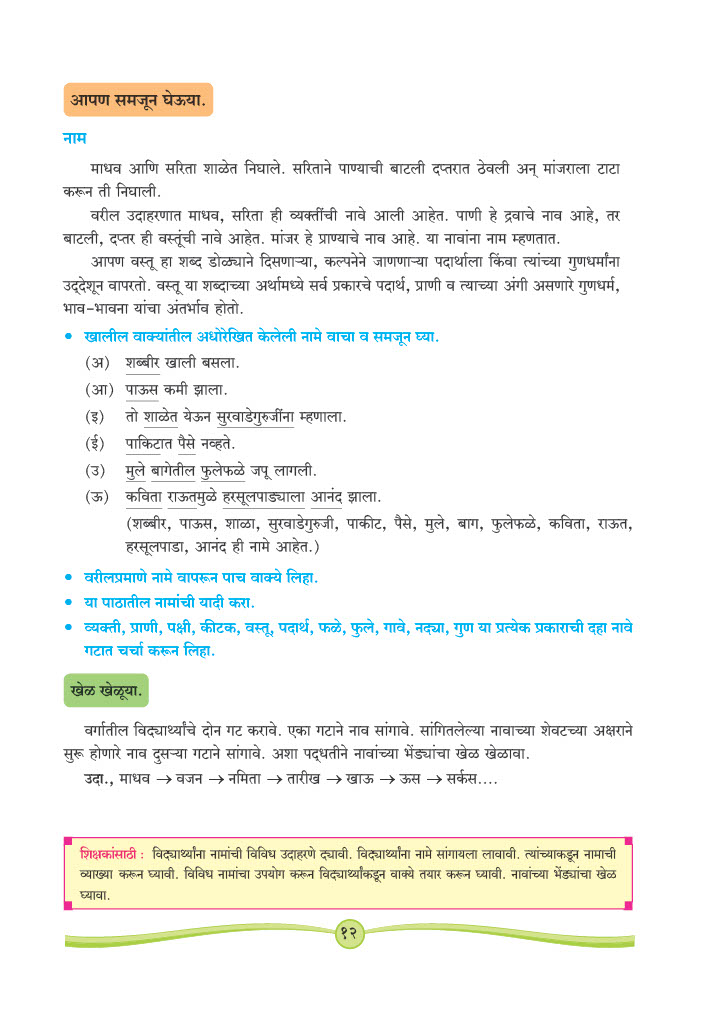 आपण समजून घेऊया.
नाम
माधव आणि सरिता शाळेत निघाले. सरिताने पाण्याची बाटली दप्तरात ठेवली अन् मांजराला टाटा
करून ती निघाली.
वरील उदाहरणात माधव, सरिता ही व्यक्तींची नावे आली आहेत. पाणी हे द्रवाचे नाव आहे, तर
बाटली, दप्तर ही वस्तूंची नावे आहेत. मांजर हे प्राण्याचे नाव आहे. या नावांना नाम म्हणतात.
आपण वस्तू हा शब्द डोळ्याने दिसणाऱ्या, कल्पनेने जाणणाऱ्या पदार्थाला किंवा त्यांच्या गुणधर्मांना
उद्‌देशून वापरतो. वस्तू या शब्दाच्या अर्थामध्ये सर्व प्रकारचे पदार्थ, प्राणी व त्याच्या अंगी असणारे गुणधर्म,
भाव-भावना यांचा अंतर्भाव होतो.
• खालील वाक्यांतील अधोरेखित केलेली नामे वाचा व समजून घ्या.
(अ) शब्बीर खाली बसला.
(आ) पाऊस कमी झाला.
(इ) तो शाळेत येऊन सुरवाडेगुरुजींना म्हणाला.
(ई) पाकिटात पैसे नव्हते.
(उ) मुले बागेतील फुलेफळे जपू लागली.
(ऊ) कविता राऊतमुळे हरसूलपाड्याला आनंद झाला.
(शब्बीर, पाऊस, शाळा, सुरवाडेगुरुजी, पाकीट, पैसे, मुले, बाग, फुलेफळे, कविता, राऊत,
हरसूलपाडा, आनंद ही नामे आहेत.)
• वरीलप्रमाणे नामे वापरून पाच वाक्ये लिहा.
• या पाठातील नामांची यादी करा.
• व्यक्ती, प्राणी, पक्षी, कीटक, वस्तू, पदार्थ, फळे, फुले, गावे, नद्या, गुण या प्रत्येक प्रकाराची दहा नावे
गटात चर्चा करून लिहा.
खेळ खेळूया.
वर्गातील विद्यार्थ्यांचे दोन गट करावे. एका गटाने नाव सांगावे. सांगितलेल्या नावाच्या शेवटच्या अक्षराने
सुरू होणारे नाव दुसऱ्या गटाने सांगावे. अशा पद्धतीने नावांच्या भेंड्यांचा खेळ खेळावा.
उदा., माधव → वजन → नमिता → तारीख → खाऊ → ऊस → सर्कस....
शिक्षकांसाठी : विद्यार्थ्यांना नामांची विविध उदाहरणे द्यावी. विद्यार्थ्यांना नामे सांगायला लावावी. त्यांच्याकडून नामाची
व्याख्या करून घ्यावी. विविध नामांचा उपयोग करून विद्यार्थ्यांकडून वाक्ये तयार करून घ्यावी. नावांच्या भेंड्यांचा खेळ
घ्यावा.
१२